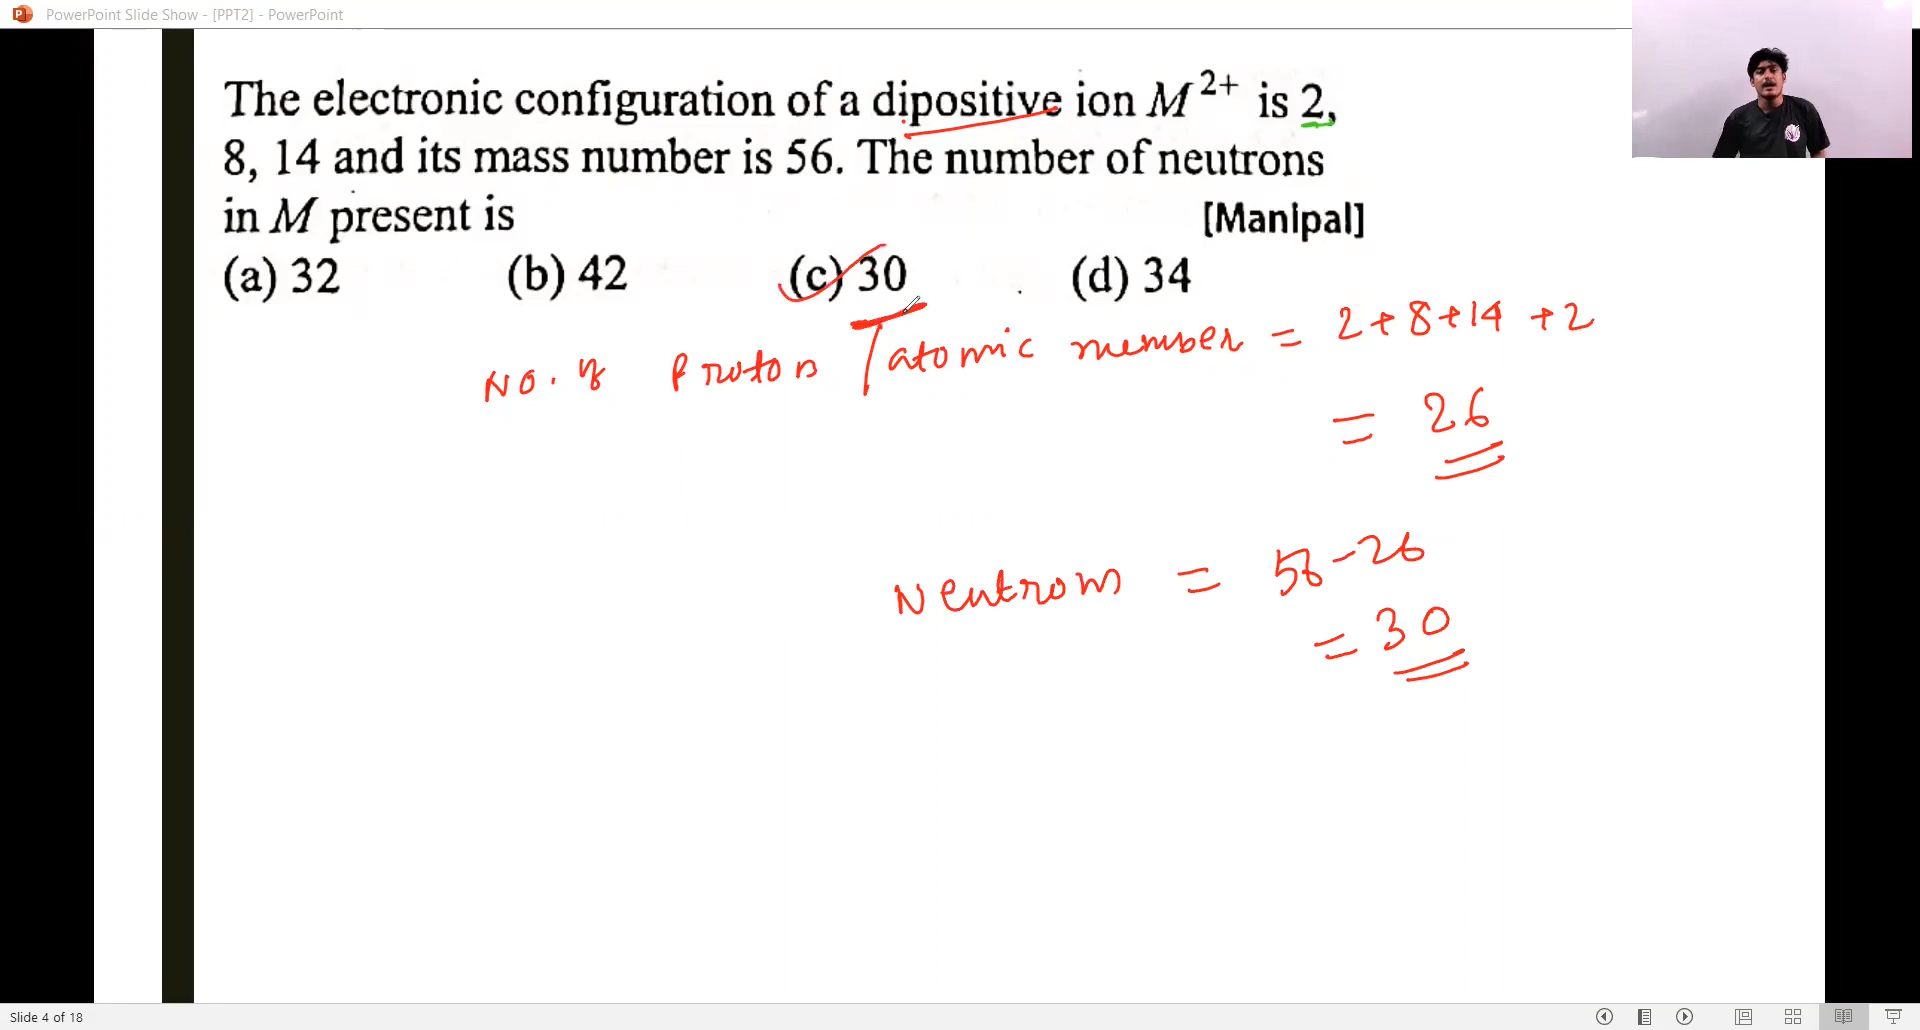 PowerPoint Slide Show - [PPT2] - PowerPoint
The electronic configuration of a dipositive ion M2+ is 2,
8, 14 and its mass number is 56. The number of neutrons
in M present is [Manipal]
(a) 32 (b) 42 (c) 30 (d) 34
No. of Proton / atomic member = 2+8+14 +2
= 26
Neutrons = 56-26
= 30
Slide 4 of 18